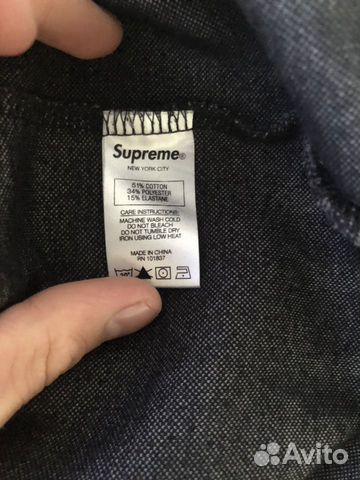 Supreme®
NEW YORK CITY
51% COTTON
34% POLYESTER
15% ELASTANE
CARE INSTRUCTIONS:
MACHINE WASH COLD
DO NOT BLEACH
DO NOT TUMBLE DRY
IRON USING LOW HEAT
MADE IN CHINA
RN 101837
30°
Avito